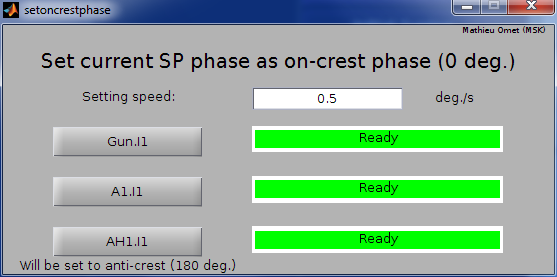 setoncrestphase
Mathieu Omet (MSK)
Set current SP phase as on-crest phase (0 deg.)
Setting speed: 0.5 deg./s
Gun.I1 Ready
A1.I1 Ready
AH1.I1 Ready
Will be set to anti-crest (180 deg.)